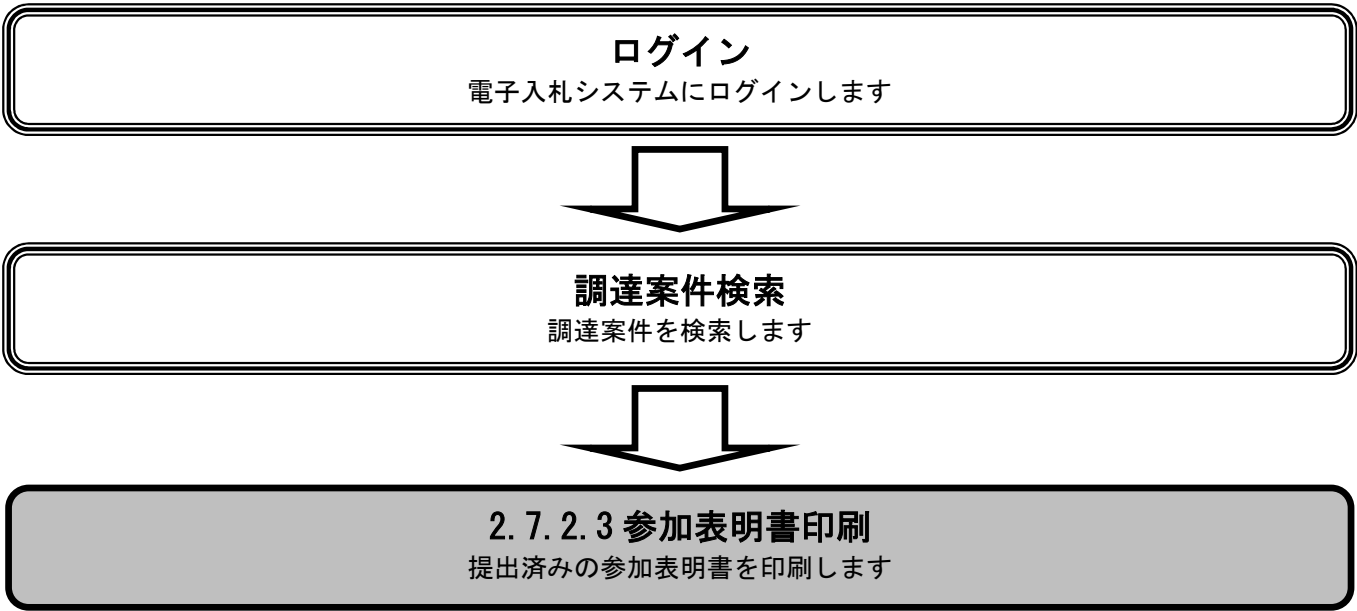 ログイン
電子入札システムにログインします
調達案件検索
調達案件を検索します
2.7.2.3 参加表明書印刷
提出済みの参加表明書を印刷します